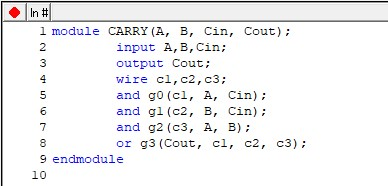 ln #
1 module CARRY(A, B, Cin, Cout);
2 input A,B,Cin;
3 output Cout;
4 wire c1,c2,c3;
5 and g0(c1, A, Cin);
6 and g1(c2, B, Cin);
7 and g2(c3, A, B);
8 or g3(Cout, c1, c2, c3);
9 endmodule
10